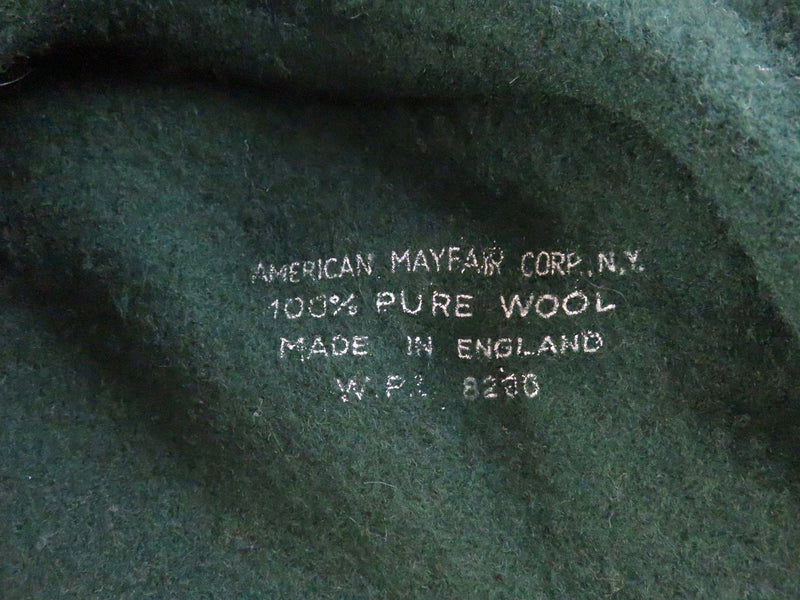 AMERICAN MAYFAIR CORP., N.Y.
100% PURE WOOL
MADE IN ENGLAND
W.P.L.